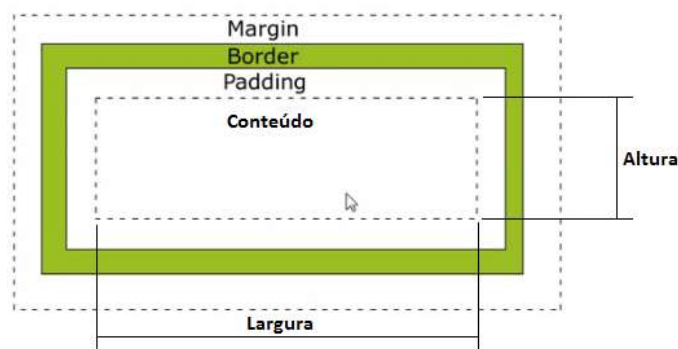 Margin
Border
Padding
Conteúdo
Altura
Largura